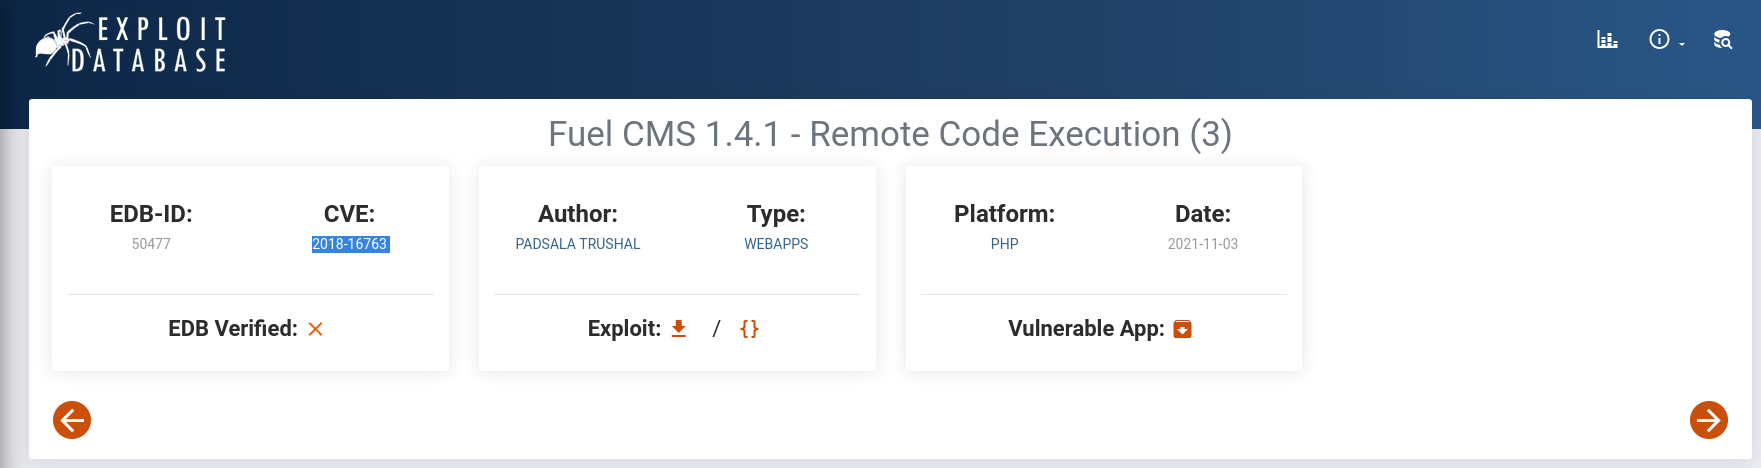 EXPLOIT
DATABASE
Fuel CMS 1.4.1 - Remote Code Execution (3)
EDB-ID:
50477
CVE:
2018-16763
EDB Verified:
Author:
PADSALA TRUSHAL
Type:
WEBAPPS
Exploit: / {}
Platform:
PHP
Date:
2021-11-03
Vulnerable App: